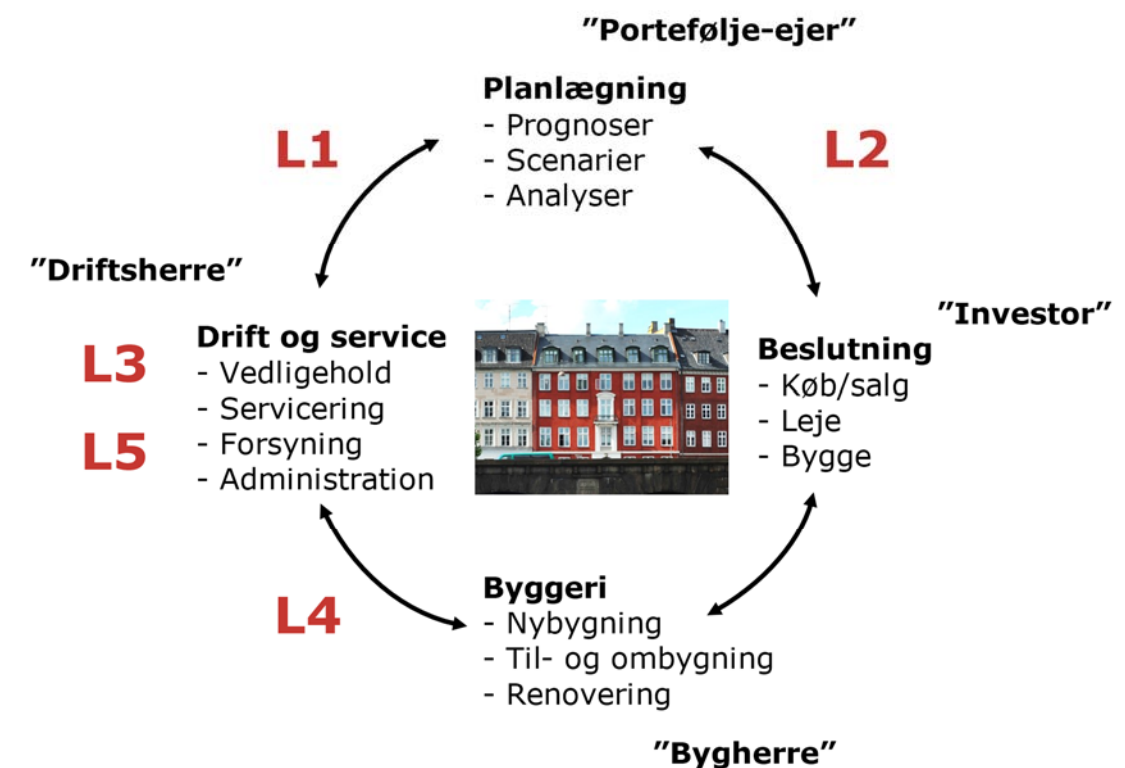 ”Portefølje-ejer”
Planlægning
- Prognoser
- Scenarier
- Analyser
L1
L2
”Driftsherre”
Drift og service
- Vedligehold
- Servicering
- Forsyning
- Administration
L3
L5
”Investor”
Beslutning
- Køb/salg
- Leje
- Bygge
L4
Byggeri
- Nybygning
- Til- og ombygning
- Renovering
”Bygherre”